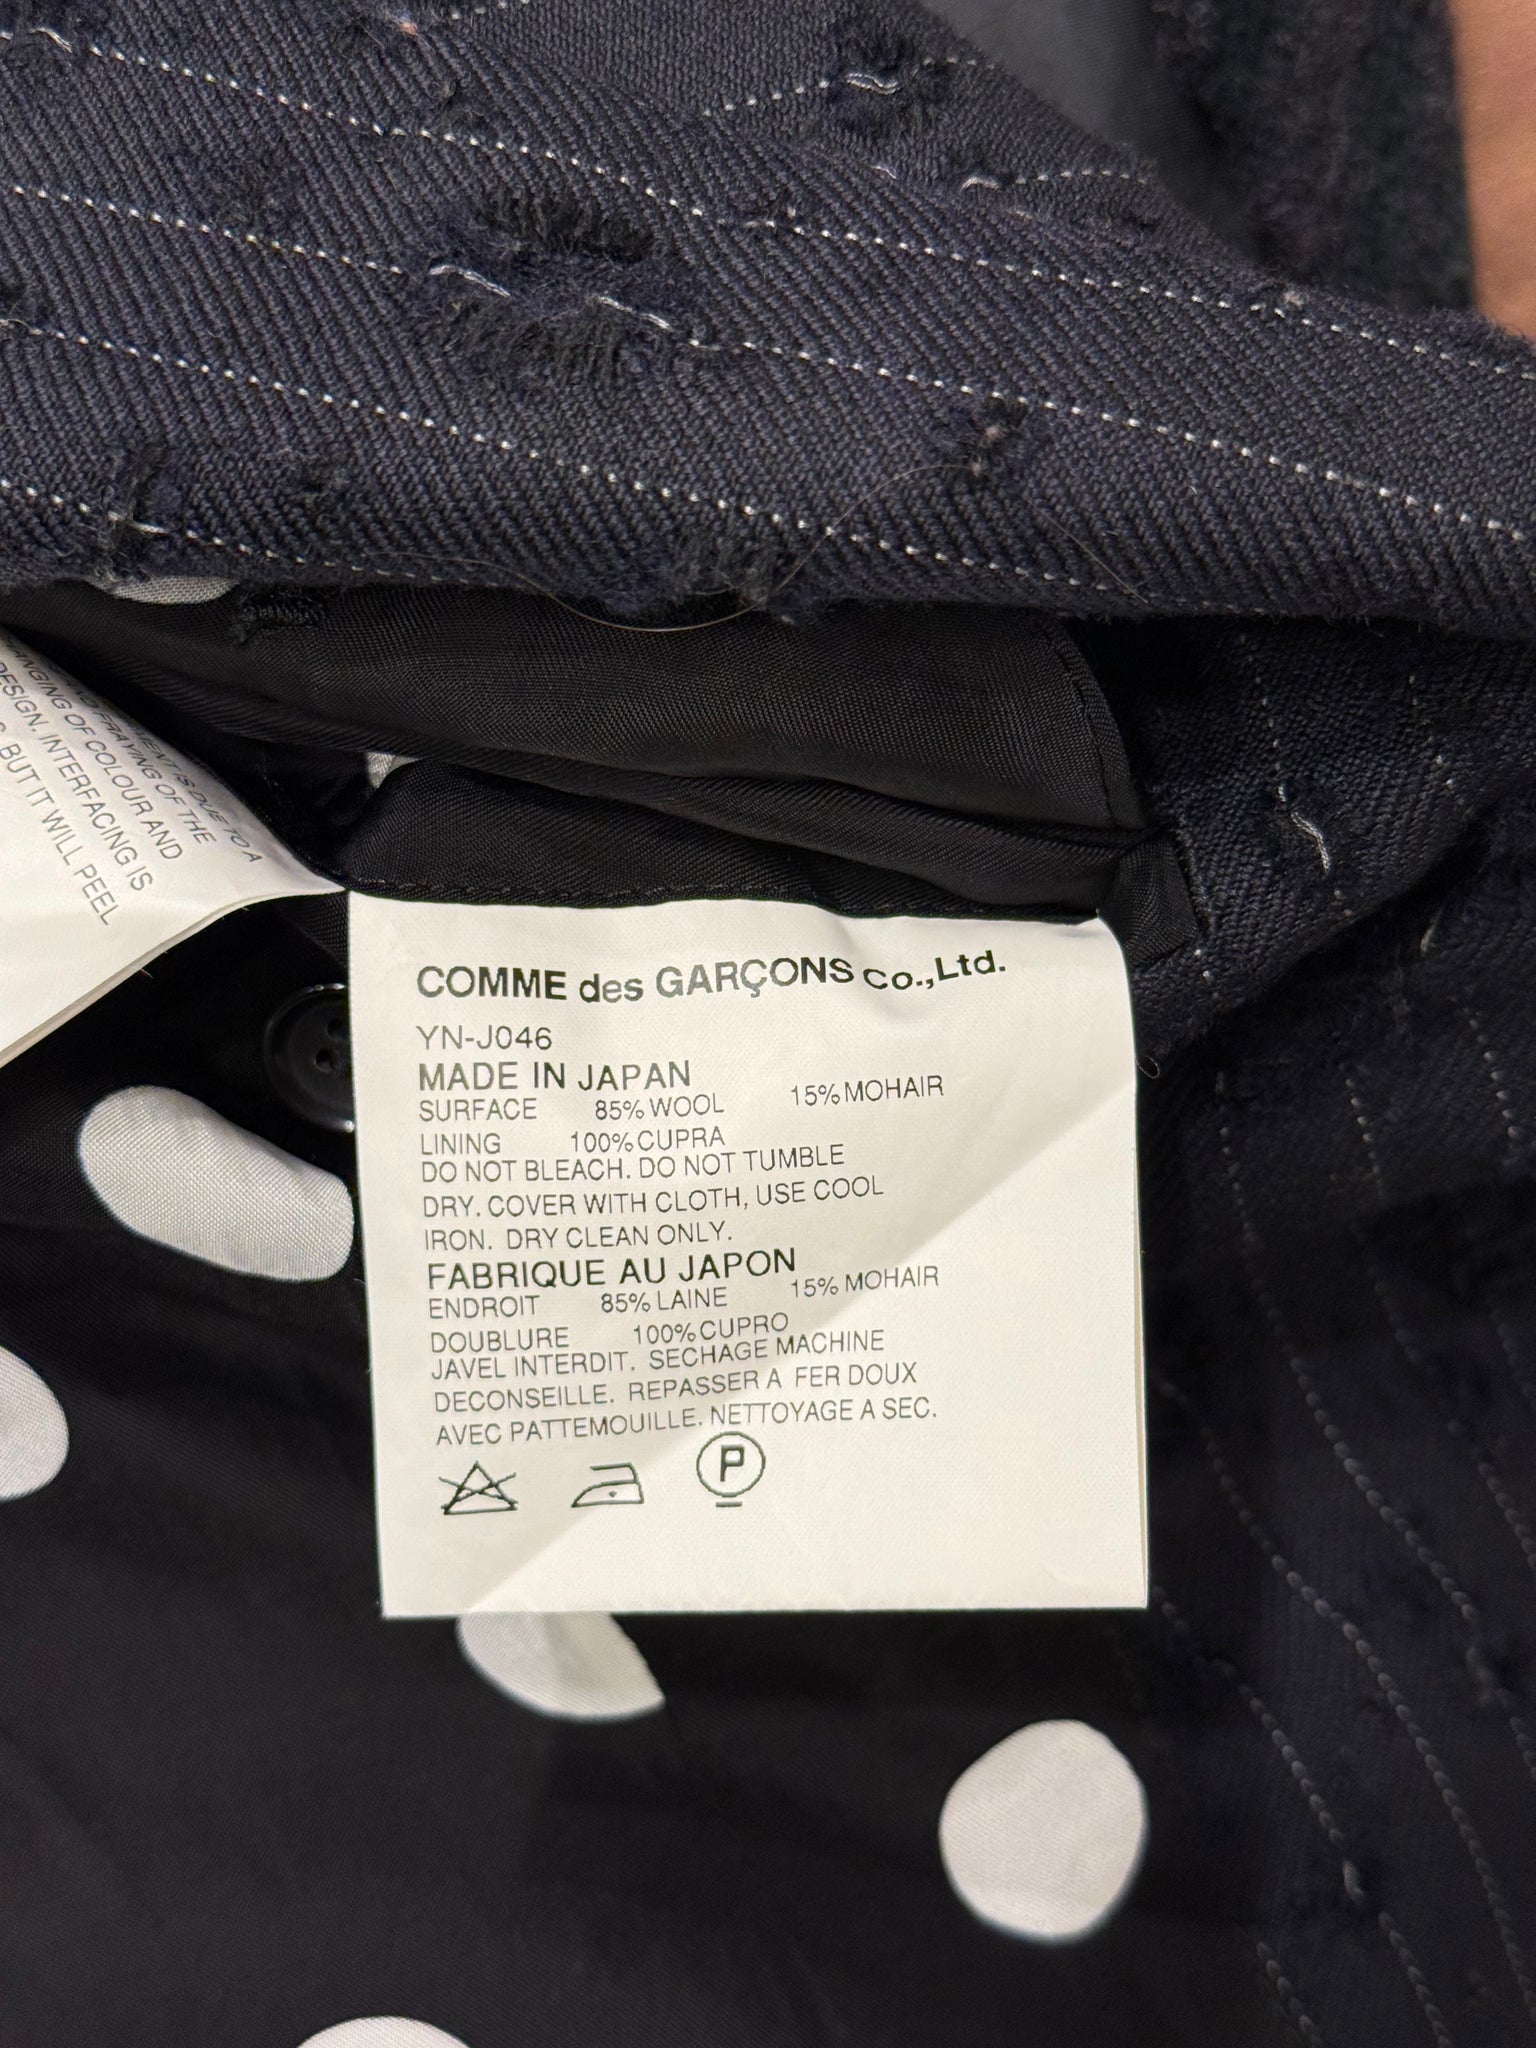 MENT IS DUE TO A
FRAYING OF THE
ANGING OF COLOUR AND
DESIGN. INTERFACING IS
BUT IT WILL PEEL
COMME des GARÇONS Co.,Ltd.
YN-J046
MADE IN JAPAN
SURFACE 85% WOOL 15% MOHAIR
LINING 100% CUPRA
DO NOT BLEACH. DO NOT TUMBLE
DRY. COVER WITH CLOTH, USE COOL
IRON. DRY CLEAN ONLY.
FABRIQUE AU JAPON
ENDROIT 85% LAINE 15% MOHAIR
DOUBLURE 100% CUPRO
JAVEL INTERDIT. SECHAGE MACHINE
DECONSEILLE. REPASSER A FER DOUX
AVEC PATTEMOUILLE. NETTOYAGE A SEC.
P